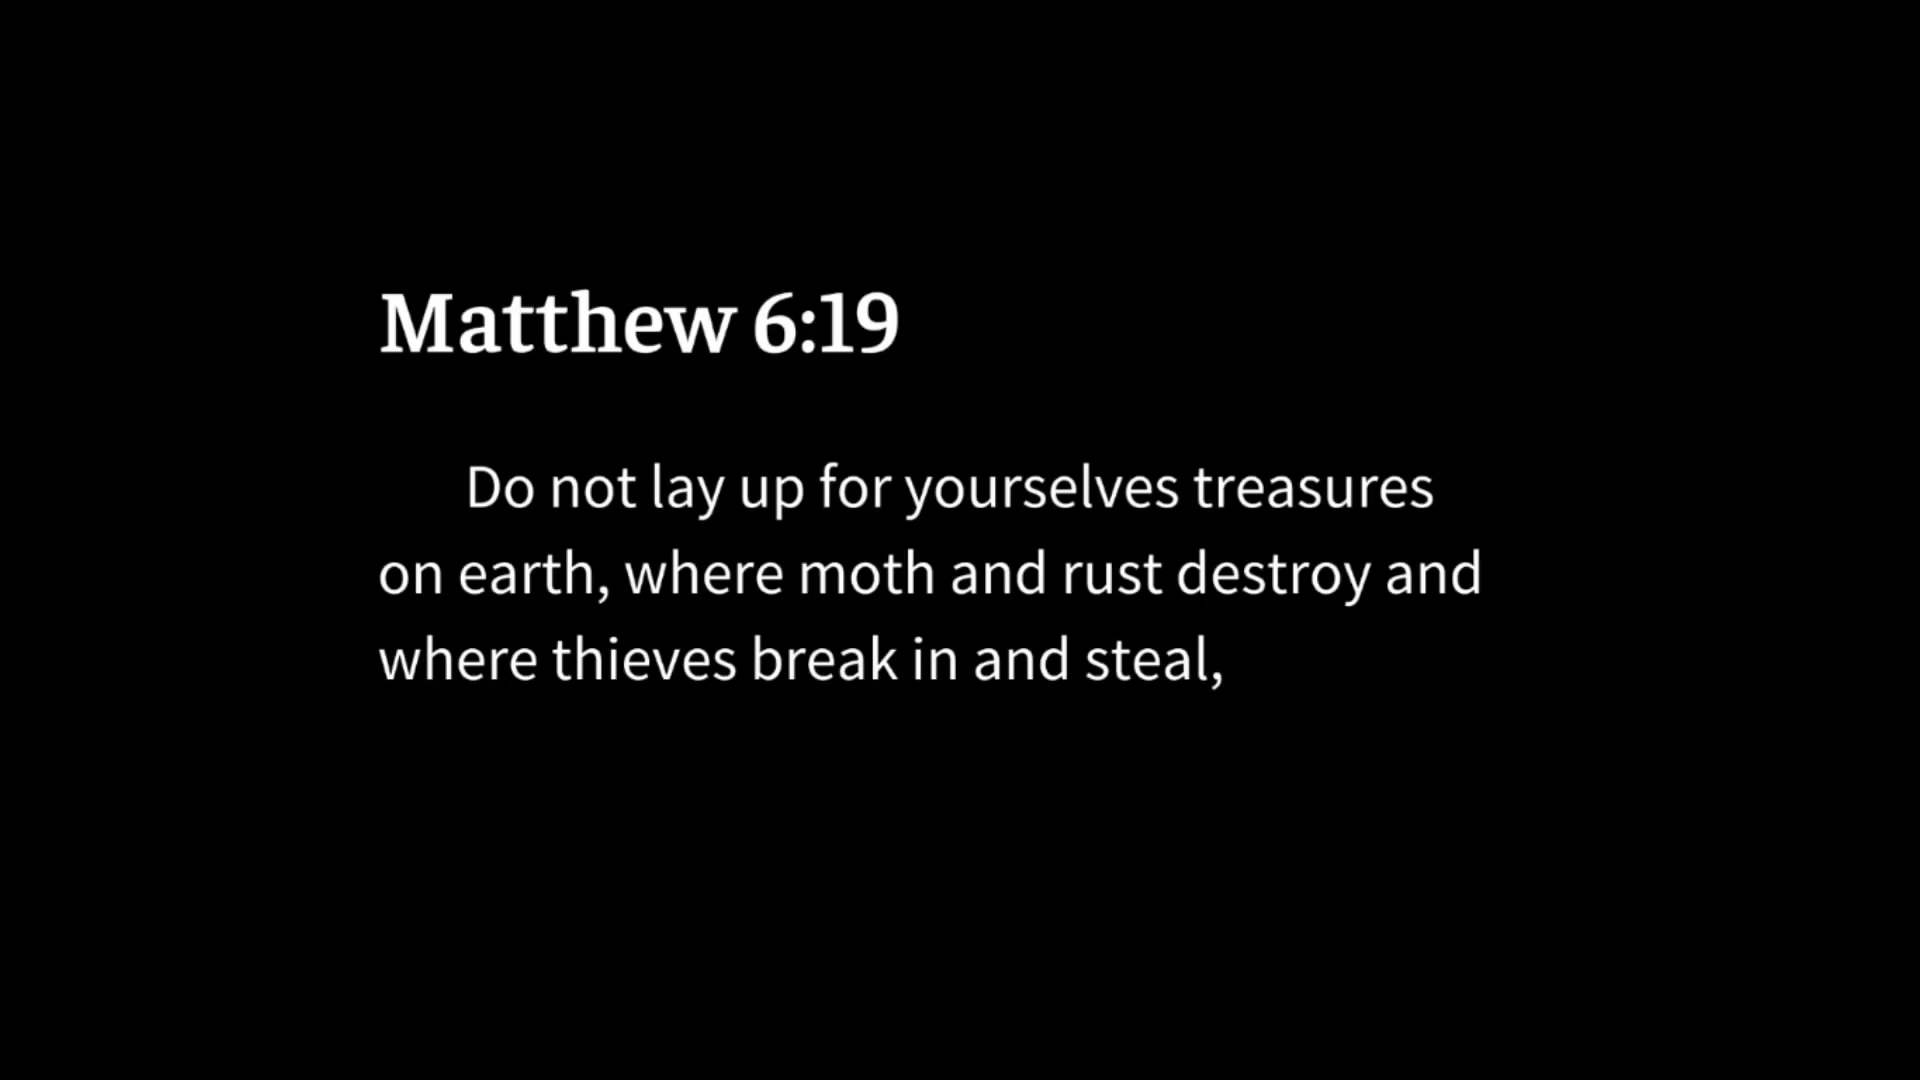 Matthew 6:19
Do not lay up for yourselves treasures
on earth, where moth and rust destroy and
where thieves break in and steal,